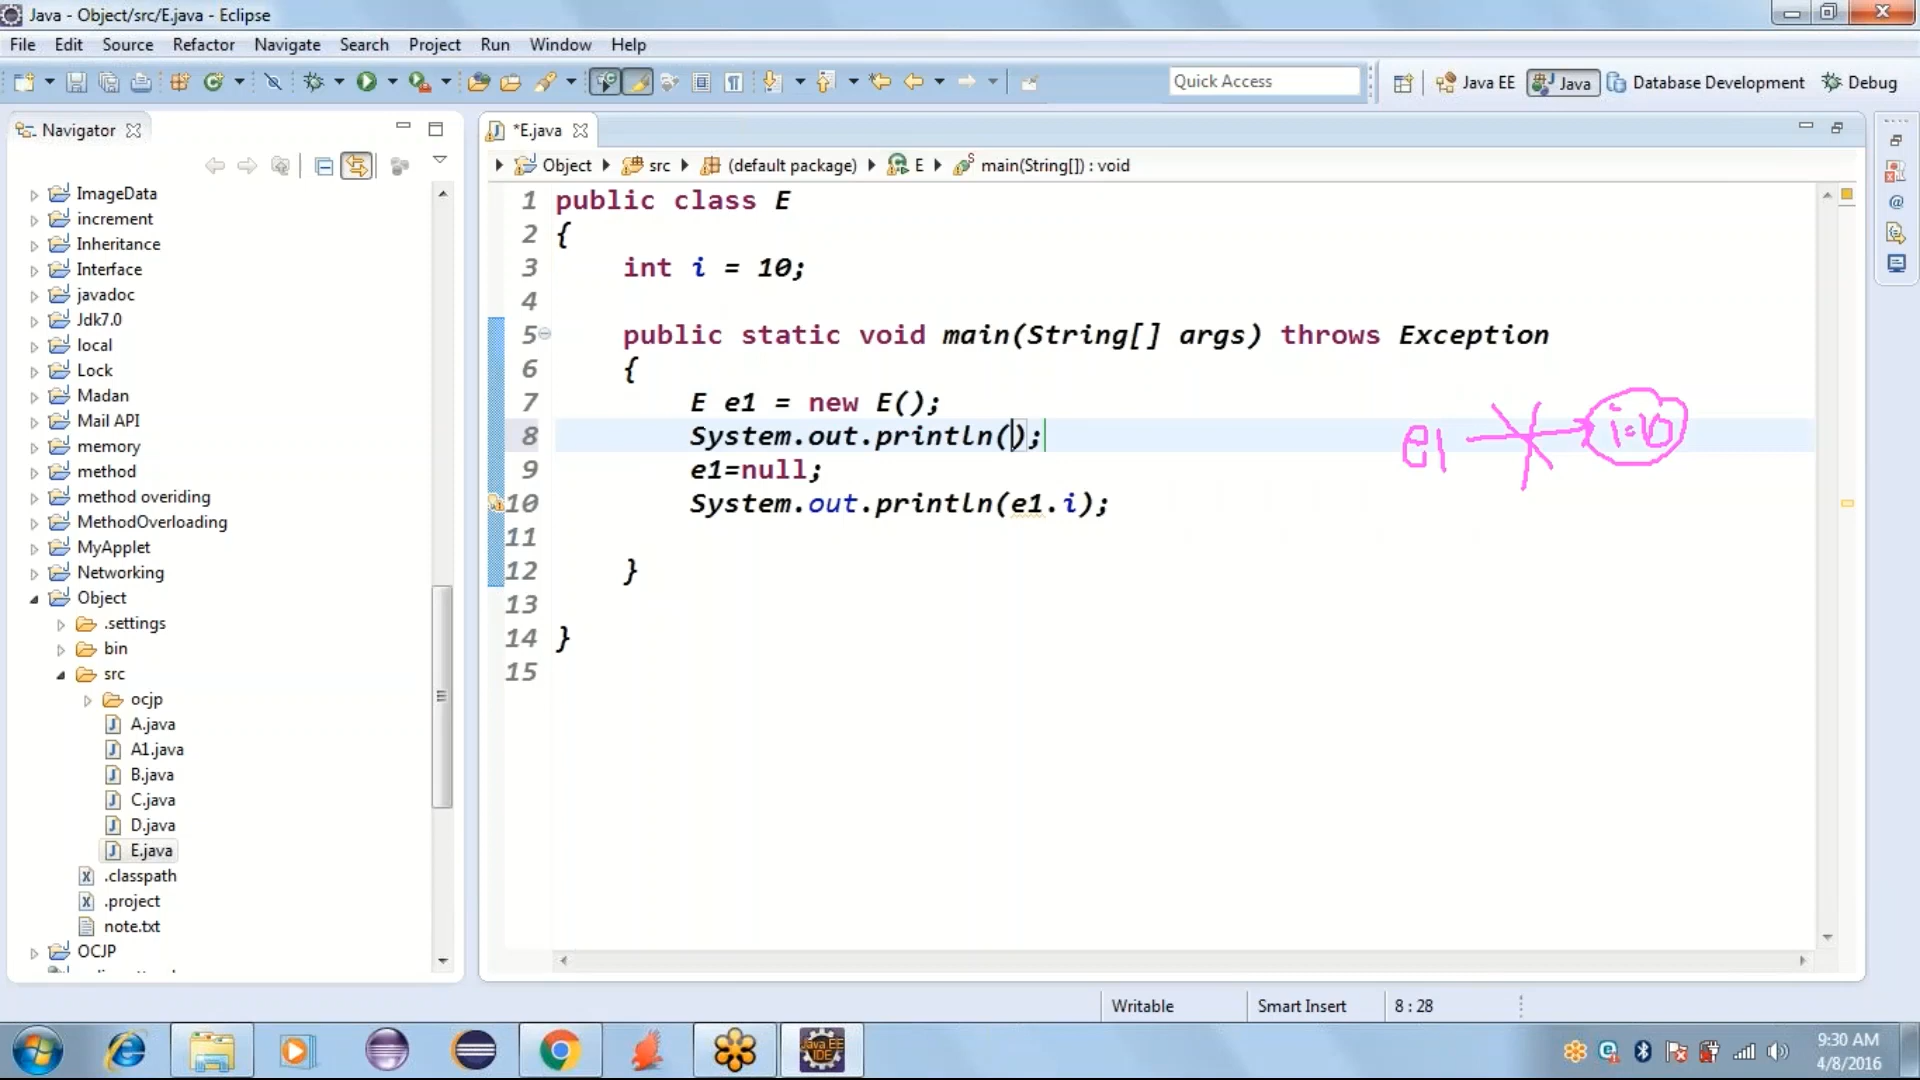 Java - Object/src/E.java - Eclipse
File Edit Source Refactor Navigate Search Project Run Window Help
Quick Access
Java EE
Java
Database Development
Debug
Navigator
ImageData
increment
Inheritance
Interface
javadoc
Jdk7.0
local
Lock
Madan
Mail API
memory
method
method overiding
MethodOverloading
MyApplet
Networking
Object
.settings
bin
src
ocjp
A.java
A1.java
B.java
C.java
D.java
E.java
.classpath
.project
note.txt
OCJP
*E.java
Object src (default package) E main(String[]) : void
1 public class E
2 {
3 int i = 10;
4
5 public static void main(String[] args) throws Exception
6 {
7 E e1 = new E();
8 System.out.println();
9 e1=null;
10 System.out.println(e1.i);
11
12 }
13
14 }
15
e1
i=10
Writable
Smart Insert
8 : 28
Java EE
IDE
9:30 AM
4/8/2016